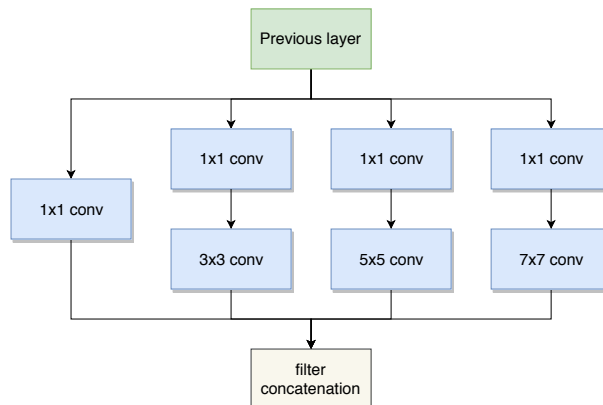 Previous layer
1x1 conv
1x1 conv
1x1 conv
1x1 conv
3x3 conv
5x5 conv
7x7 conv
filter
concatenation